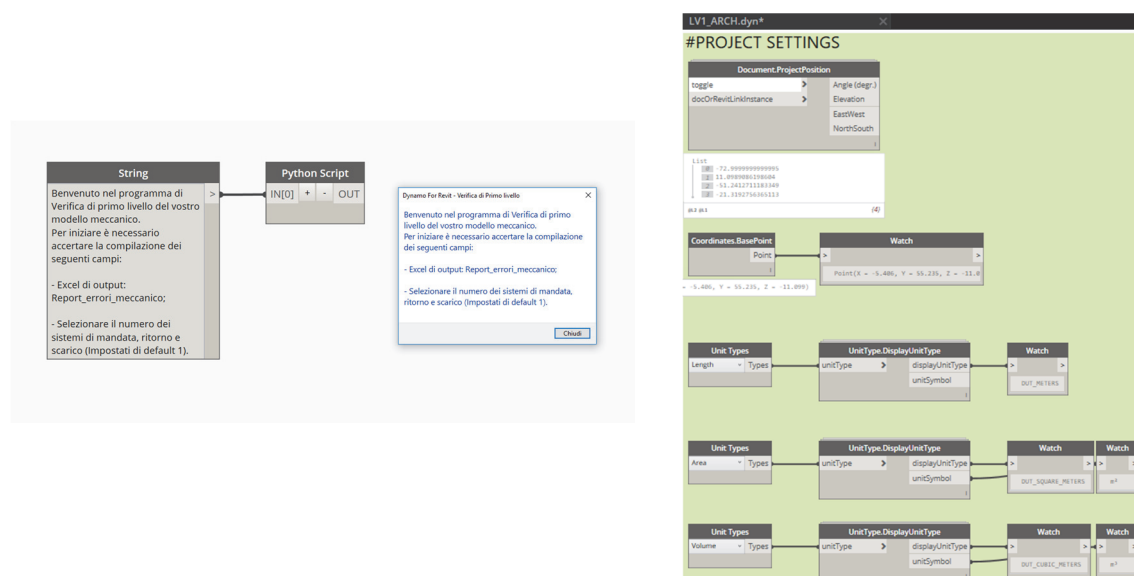 String
Benvenuto nel programma di
Verifica di primo livello del vostro
modello meccanico.
Per iniziare è necessario
accertare la compilazione dei
seguenti campi:
- Excel di output:
Report_errori_meccanico;
- Selezionare il numero dei
sistemi di mandata, ritorno e
scarico (Impostati di default 1).
>
Python Script
IN[0] + - OUT
Dynamo For Revit - Verifica di Primo livello
Benvenuto nel programma di Verifica di primo
livello del vostro modello meccanico.
Per iniziare è necessario accertare la compilazione
dei seguenti campi:
- Excel di output: Report_errori_meccanico;
- Selezionare il numero dei sistemi di mandata,
ritorno e scarico (Impostati di default 1).
Chiudi
LV1_ARCH.dyn*
#PROJECT SETTINGS
Document.ProjectPosition
toggle > Angle (degr.)
docOrRevitLinkInstance > Elevation
EastWest
NorthSouth
List
0 -72.9999999999995
1 11.0989086198604
2 -51.2412711183349
3 -21.3192756365113
@L2 @L1 {4}
Coordinates.BasePoint
Point
Watch
> >
Point(X = -5.406, Y = 55.235, Z = -11.0
= -5.406, Y = 55.235, Z = -11.099)
Unit Types
Length Types
UnitType.DisplayUnitType
unitType > displayUnitType
unitSymbol
Watch
> >
DUT_METERS
Unit Types
Area Types
UnitType.DisplayUnitType
unitType > displayUnitType
unitSymbol
Watch
> >
DUT_SQUARE_METERS
Watch
>
m²
Unit Types
Volume Types
UnitType.DisplayUnitType
unitType > displayUnitType
unitSymbol
Watch
> >
DUT_CUBIC_METERS
Watch
>